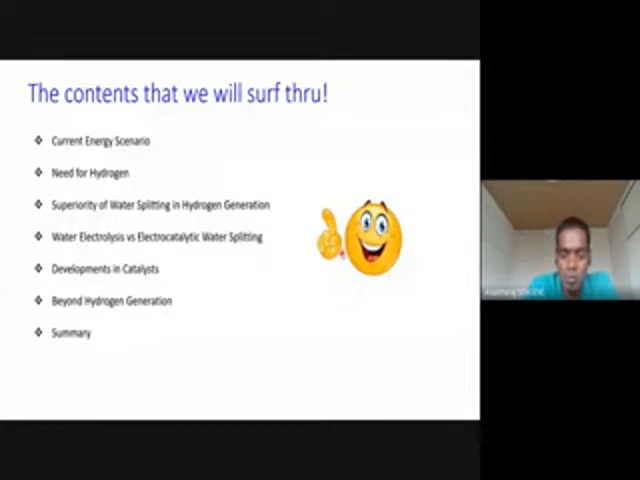 The contents that we will surf thru!
Current Energy Scenario
Need for Hydrogen
Superiority of Water Splitting in Hydrogen Generation
Water Electrolysis vs Electrocatalytic Water Splitting
Developments in Catalysts
Beyond Hydrogen Generation
Summary